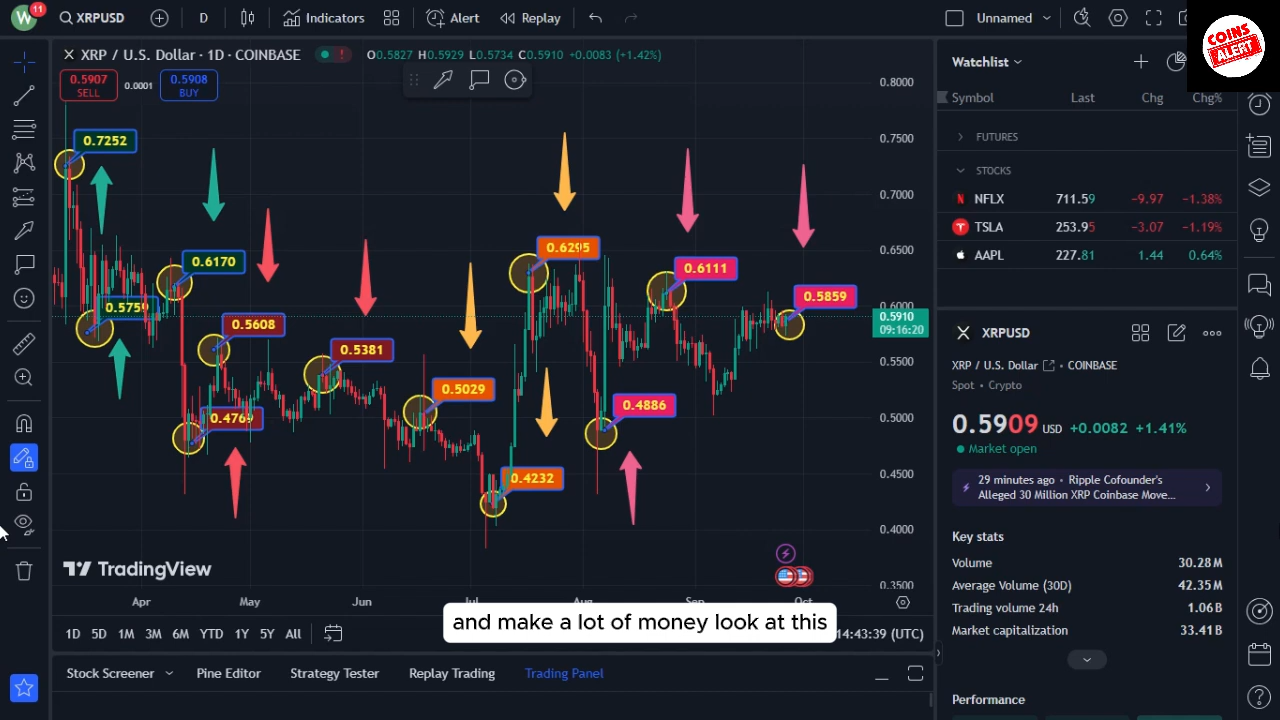 W 11 XRPUSD D Indicators Alert Replay Unnamed
COINS
ALERT
XRP / U.S. Dollar · 1D · COINBASE O0.5827 H0.5929 L0.5734 C0.5910 +0.0083 (+1.42%)
0.5907
SELL
0.0001
0.5908
BUY
0.7252
0.5759
0.6170
0.4769
0.5608
0.5381
0.5029
0.4232
0.6295
0.4886
0.6111
0.5859
0.8000
0.7500
0.7000
0.6500
0.6000
0.5910
09:16:20
0.5500
0.5000
0.4500
0.4000
0.3500
TradingView
Apr May Jun Jul Aug Sep Oct
and make a lot of money look at this
1D 5D 1M 3M 6M YTD 1Y 5Y All
14:43:39 (UTC)
Stock Screener Pine Editor Strategy Tester Replay Trading Trading Panel
Watchlist
Symbol Last Chg Chg%
FUTURES
STOCKS
NFLX 711.59 −9.97 −1.38%
TSLA 253.95 −3.07 −1.19%
AAPL 227.81 1.44 0.64%
XRPUSD
XRP / U.S. Dollar • COINBASE
Spot • Crypto
0.5909 USD +0.0082 +1.41%
Market open
29 minutes ago • Ripple Cofounder's
Alleged 30 Million XRP Coinbase Move...
Key stats
Volume 30.28M
Average Volume (30D) 42.35M
Trading volume 24h 1.06B
Market capitalization 33.41B
Performance